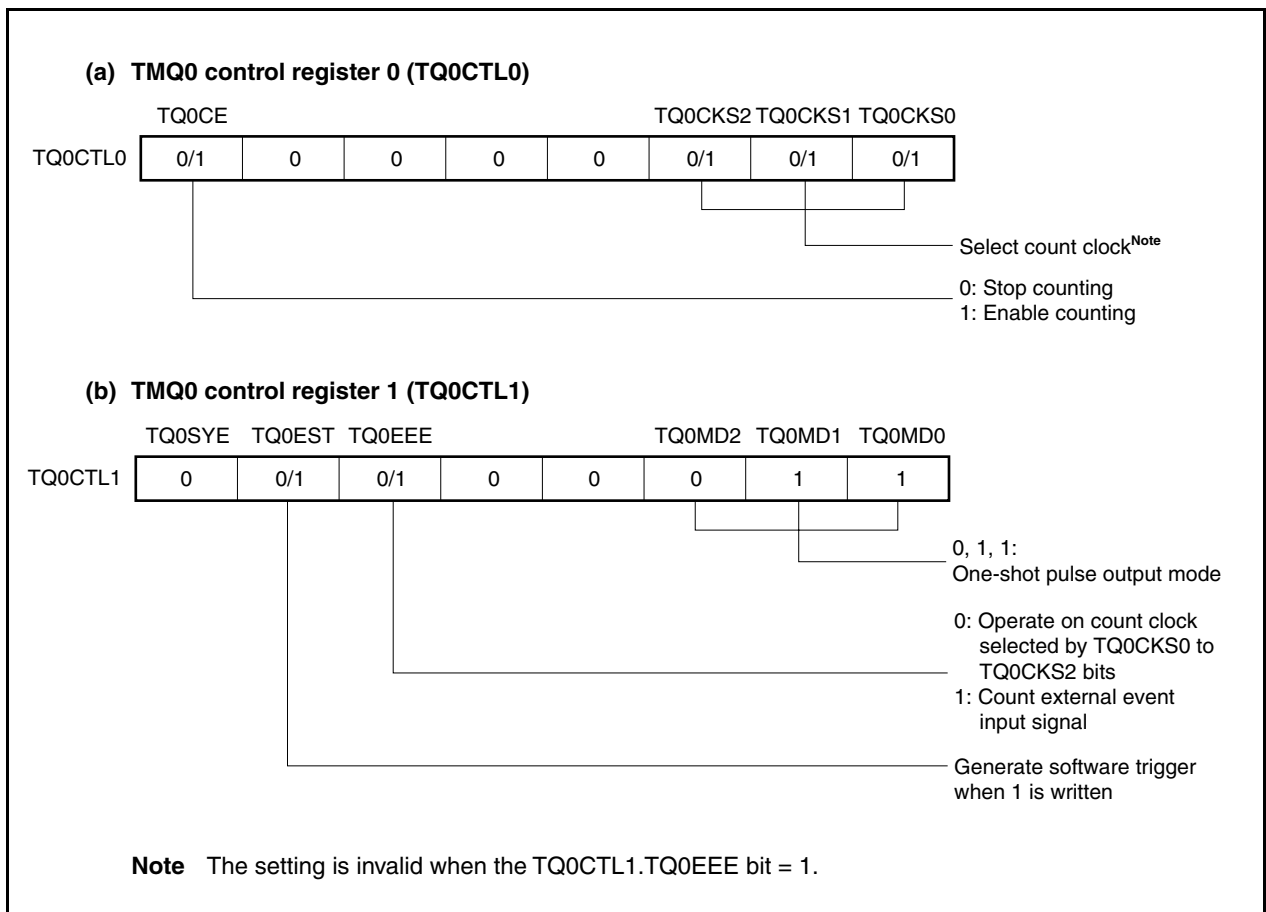 (a) TMQ0 control register 0 (TQ0CTL0)
TQ0CE TQ0CKS2 TQ0CKS1 TQ0CKS0
TQ0CTL0 0/1 0 0 0 0 0/1 0/1 0/1
Select count clockNote
0: Stop counting
1: Enable counting
(b) TMQ0 control register 1 (TQ0CTL1)
TQ0SYE TQ0EST TQ0EEE TQ0MD2 TQ0MD1 TQ0MD0
TQ0CTL1 0 0/1 0/1 0 0 0 1 1
0, 1, 1:
One-shot pulse output mode
0: Operate on count clock
selected by TQ0CKS0 to
TQ0CKS2 bits
1: Count external event
input signal
Generate software trigger
when 1 is written
Note The setting is invalid when the TQ0CTL1.TQ0EEE bit = 1.